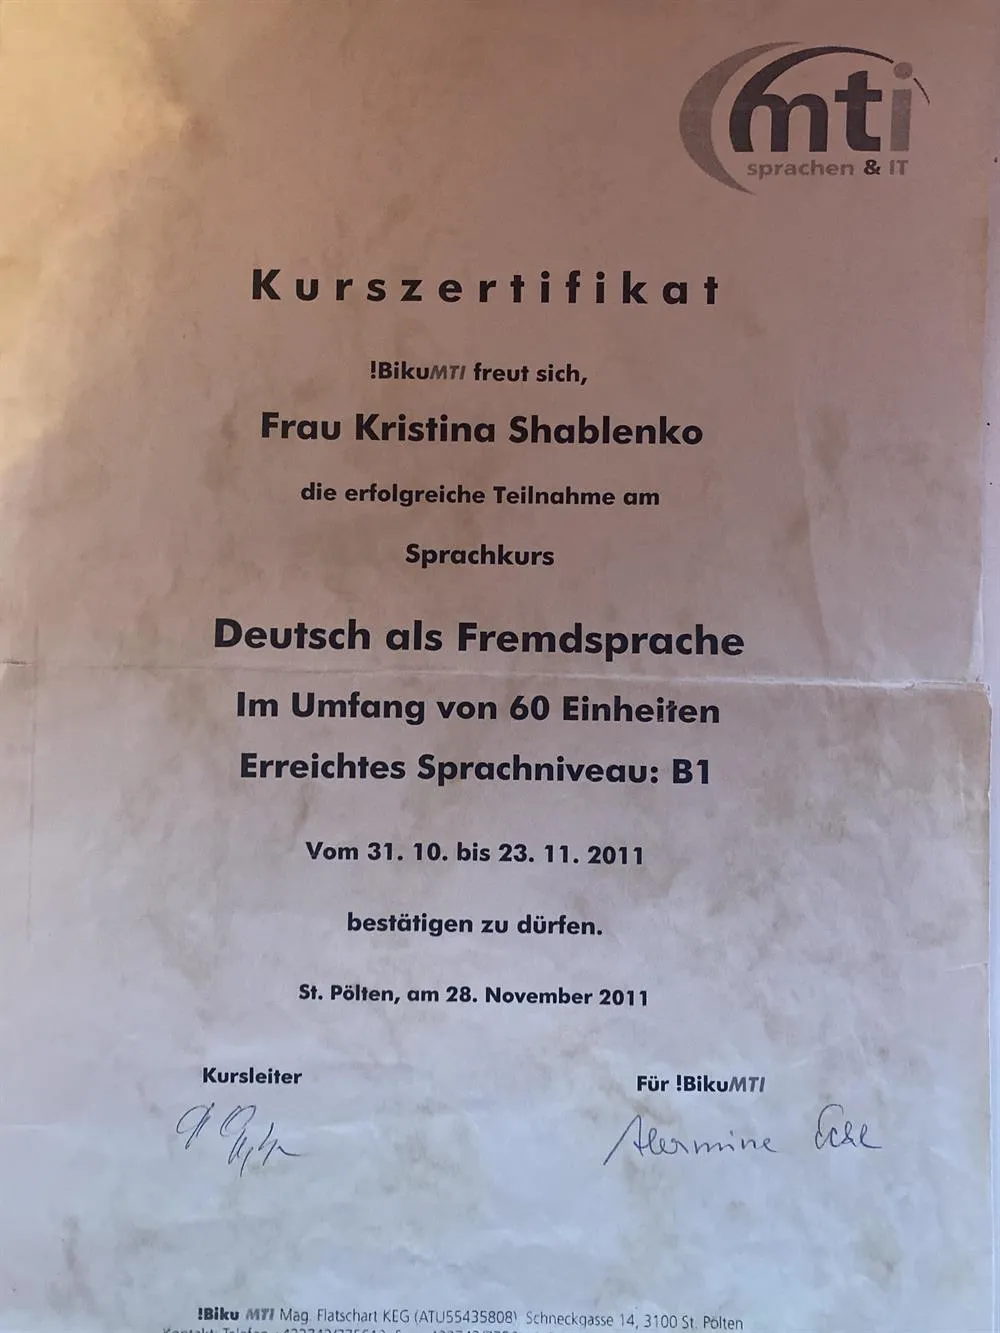 mti
sprachen & IT
Kurszertifikat
!BikuMTI freut sich,
Frau Kristina Shablenko
die erfolgreiche Teilnahme am
Sprachkurs
Deutsch als Fremdsprache
Im Umfang von 60 Einheiten
Erreichtes Sprachniveau: B1
Vom 31. 10. bis 23. 11. 2011
bestätigen zu dürfen.
St. Pölten, am 28. November 2011
Kursleiter
Für !BikuMTI
!Biku MTI Mag. Flatschart KEG (ATU55435808) Schneckgasse 14, 3100 St. Pölten